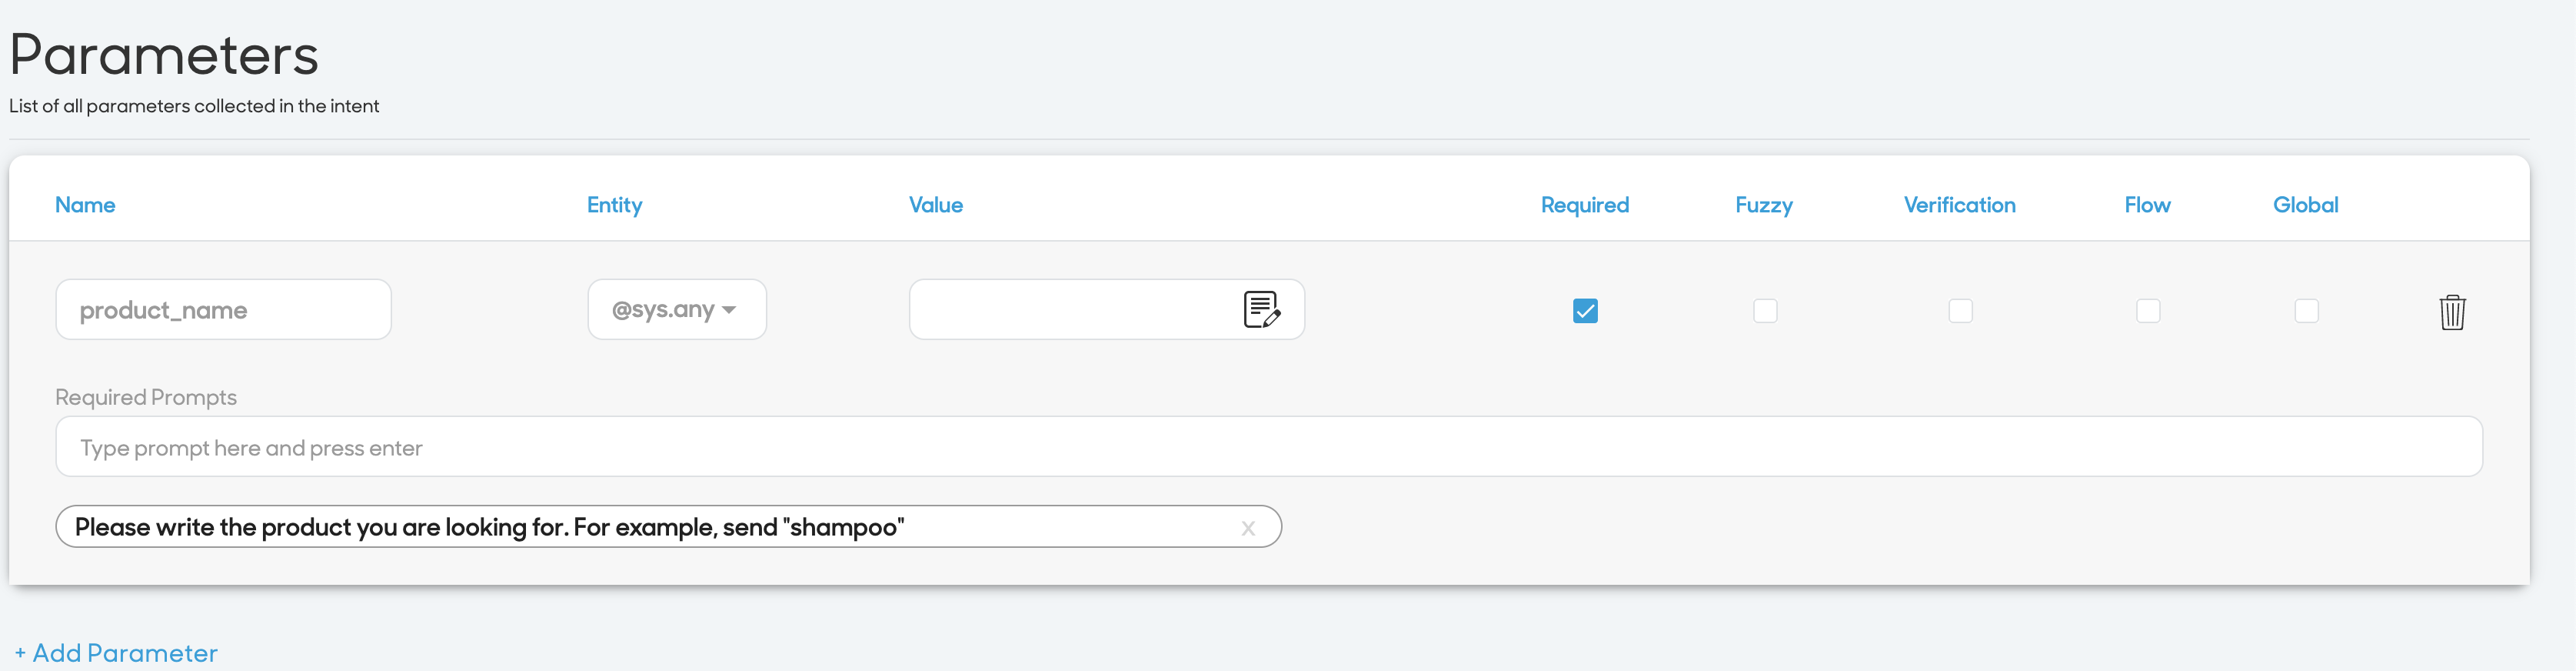 Parameters
List of all parameters collected in the intent
Name Entity Value Required Fuzzy Verification Flow Global
product_name @sys.any
Required Prompts
Type prompt here and press enter
Please write the product you are looking for. For example, send "shampoo" x
+ Add Parameter